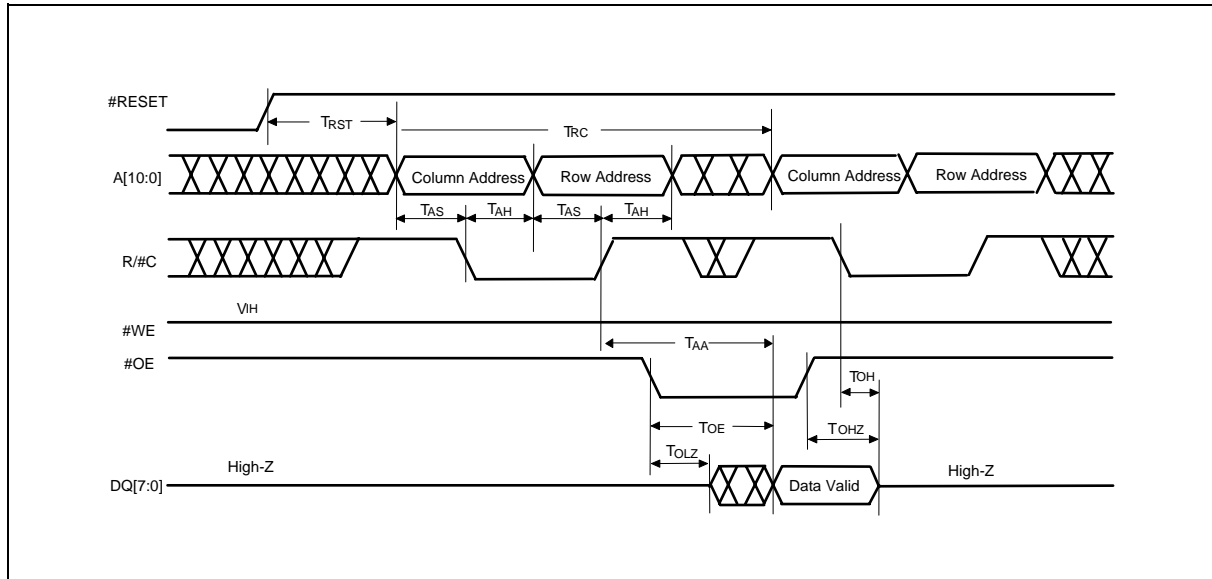 #RESET
TRST
TRC
A[10:0]
Column Address
Row Address
Column Address
Row Address
TAS
TAH
TAS
TAH
R/#C
VIH
#WE
TAA
#OE
TOH
TOE
TOHZ
TOLZ
High-Z
High-Z
DQ[7:0]
Data Valid